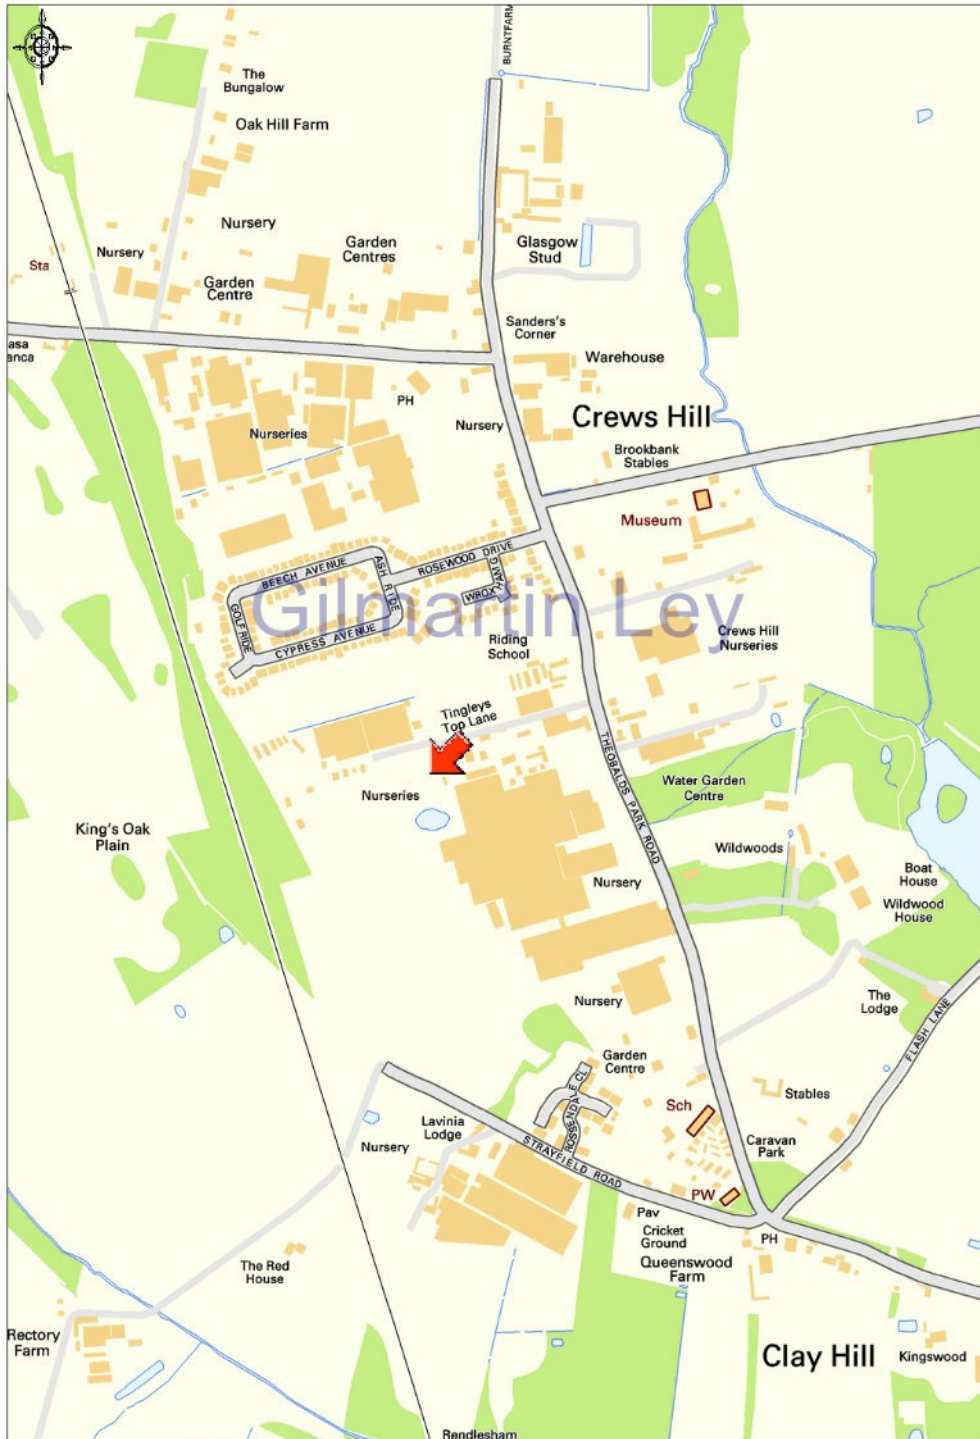 BURNTFARM
The
Bungalow
Oak Hill Farm
Nursery
Garden
Centres
Glasgow
Stud
Nursery
Sta
Garden
Centre
Sanders's
Corner
asa
anca
Warehouse
PH
Crews Hill
Nursery
Nurseries
Brookbank
Stables
Museum
ROSEWOOD DRIVE
BEECH AVENUE
ASH RIDE
WROXHAM G
GOLF RIDE
CYPRESS AVENUE
Gilmartin Ley
Riding
School
Crews Hill
Nurseries
Tingleys
Top Lane
THEOBALDS PARK ROAD
Nurseries
Water Garden
Centre
King's Oak
Plain
Wildwoods
Boat
House
Nursery
Wildwood
House
Nursery
The
Lodge
FLASH LANE
Garden
Centre
ROSSENDALE CL
Stables
Sch
Lavinia
Lodge
Nursery
Caravan
Park
STRAYFIELD ROAD
PW
Pav
Cricket
Ground
PH
The Red
House
Queenswood
Farm
Rectory
Farm
Clay Hill
Kingswood
Rendlesham